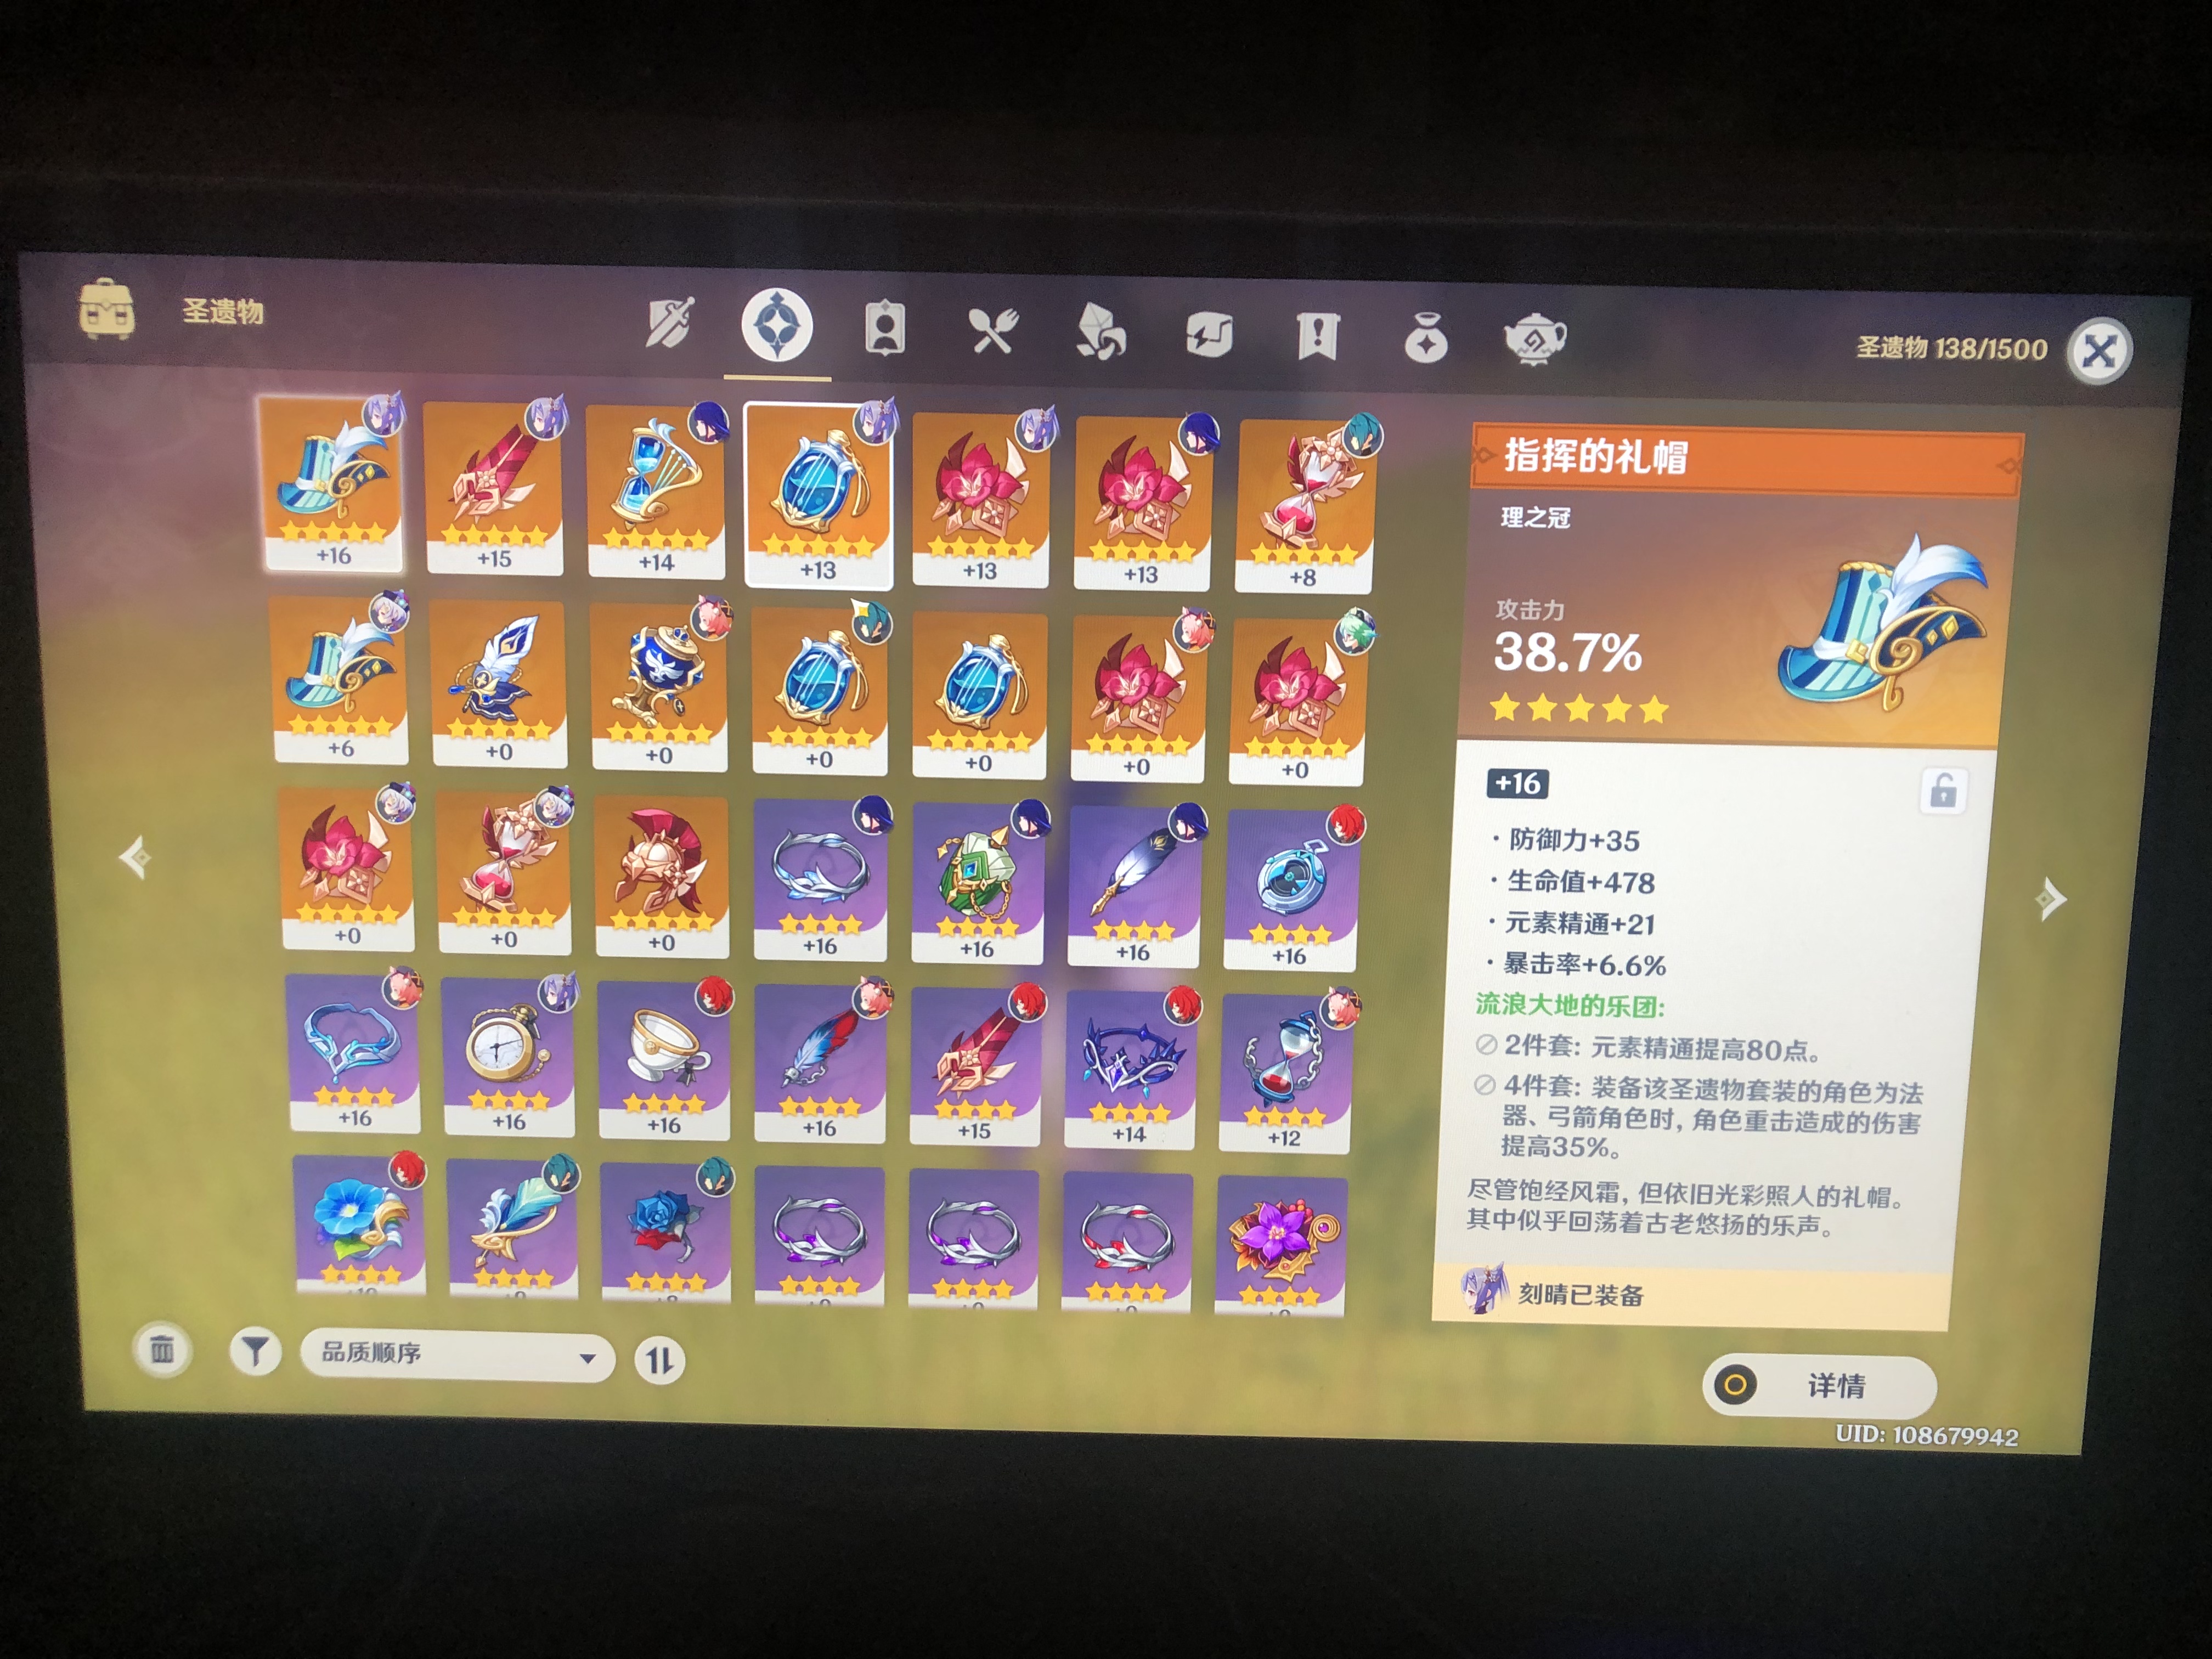 圣遗物
圣遗物 138/1500
+16
+15
+14
+13
+13
+13
+8
+6
+0
+0
+0
+0
+0
+0
+0
+0
+0
+16
+16
+16
+16
+16
+16
+16
+16
+15
+14
+12
指挥的礼帽
理之冠
攻击力
38.7%
+16
·防御力+35
·生命值+478
·元素精通+21
·暴击率+6.6%
流浪大地的乐团:
2件套: 元素精通提高80点。
4件套: 装备该圣遗物套装的角色为法
器、弓箭角色时, 角色重击造成的伤害
提高35%。
尽管饱经风霜, 但依旧光彩照人的礼帽。
其中似乎回荡着古老悠扬的乐声。
刻晴已装备
品质顺序
详情
UID: 108679942